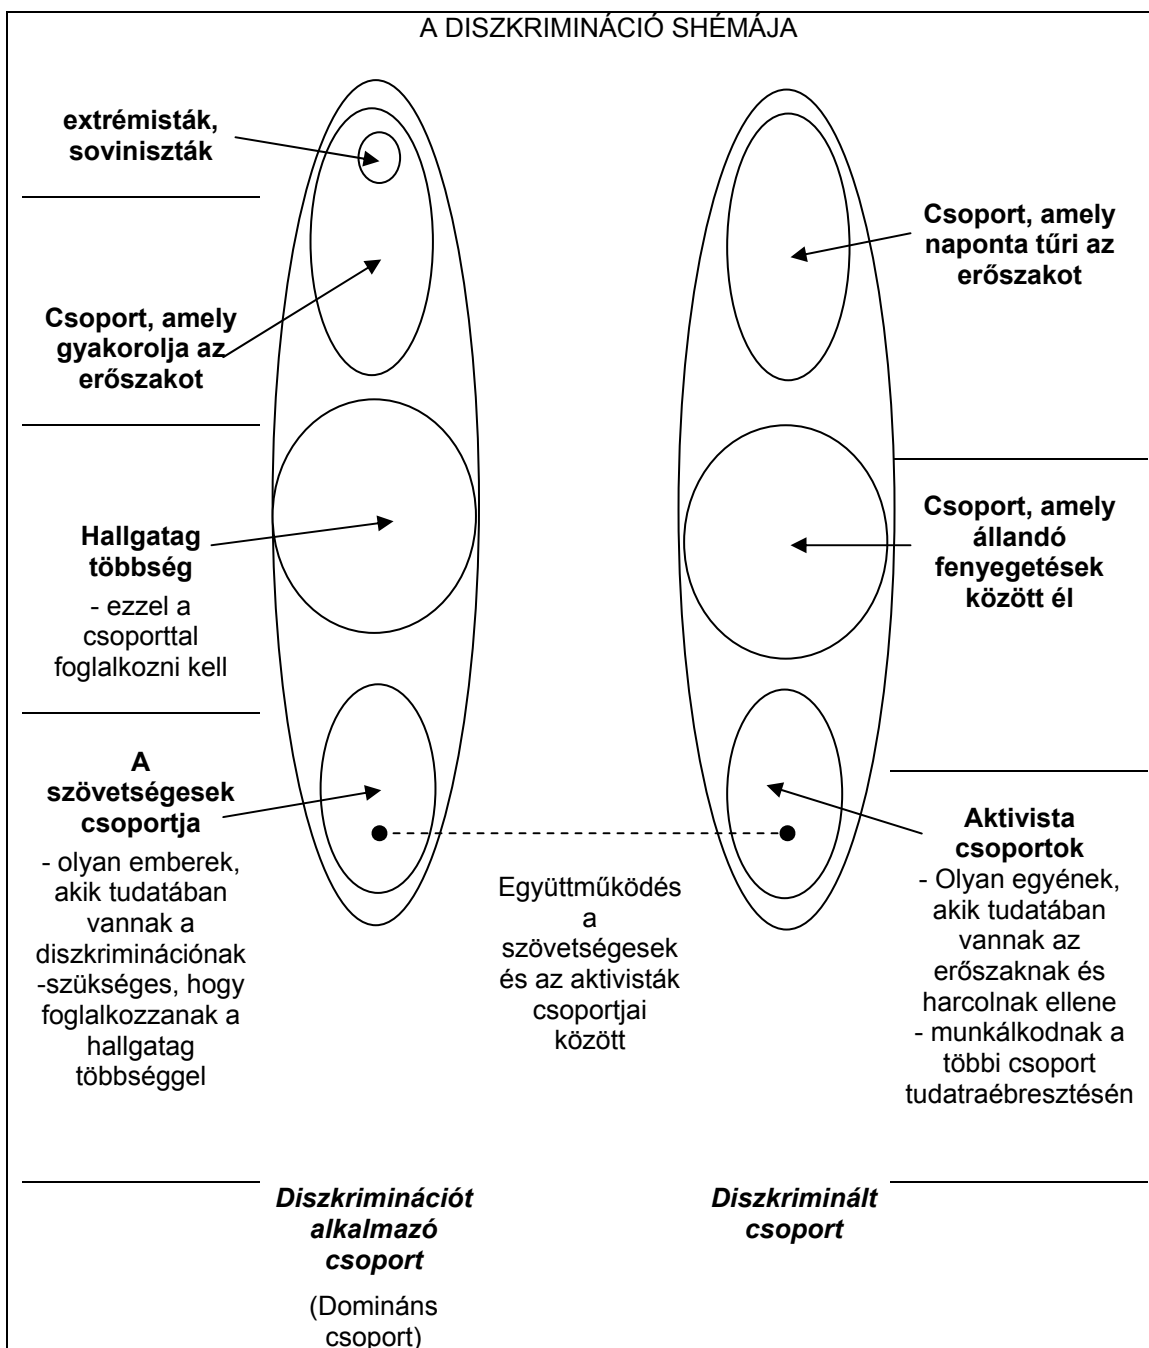 A DISZKRIMINÁCIÓ SHÉMÁJA
extrémisták,
soviniszták
Csoport, amely
gyakorolja az
erőszakot
Hallgatag
többség
- ezzel a
csoporttal
foglalkozni kell
A
szövetségesek
csoportja
- olyan emberek,
akik tudatában
vannak a
diszkriminációnak
-szükséges, hogy
foglalkozzanak a
hallgatag
többséggel
Együttműködés
a
szövetségesek
és az aktivisták
csoportjai
között
Csoport, amely
naponta tűri az
erőszakot
Csoport, amely
állandó
fenyegetések
között él
Aktivista
csoportok
- Olyan egyének,
akik tudatában
vannak az
erőszaknak és
harcolnak ellene
- munkálkodnak a
többi csoport
tudatraébresztésén
Diszkriminációt
alkalmazó
csoport
(Domináns
csoport)
Diszkriminált
csoport